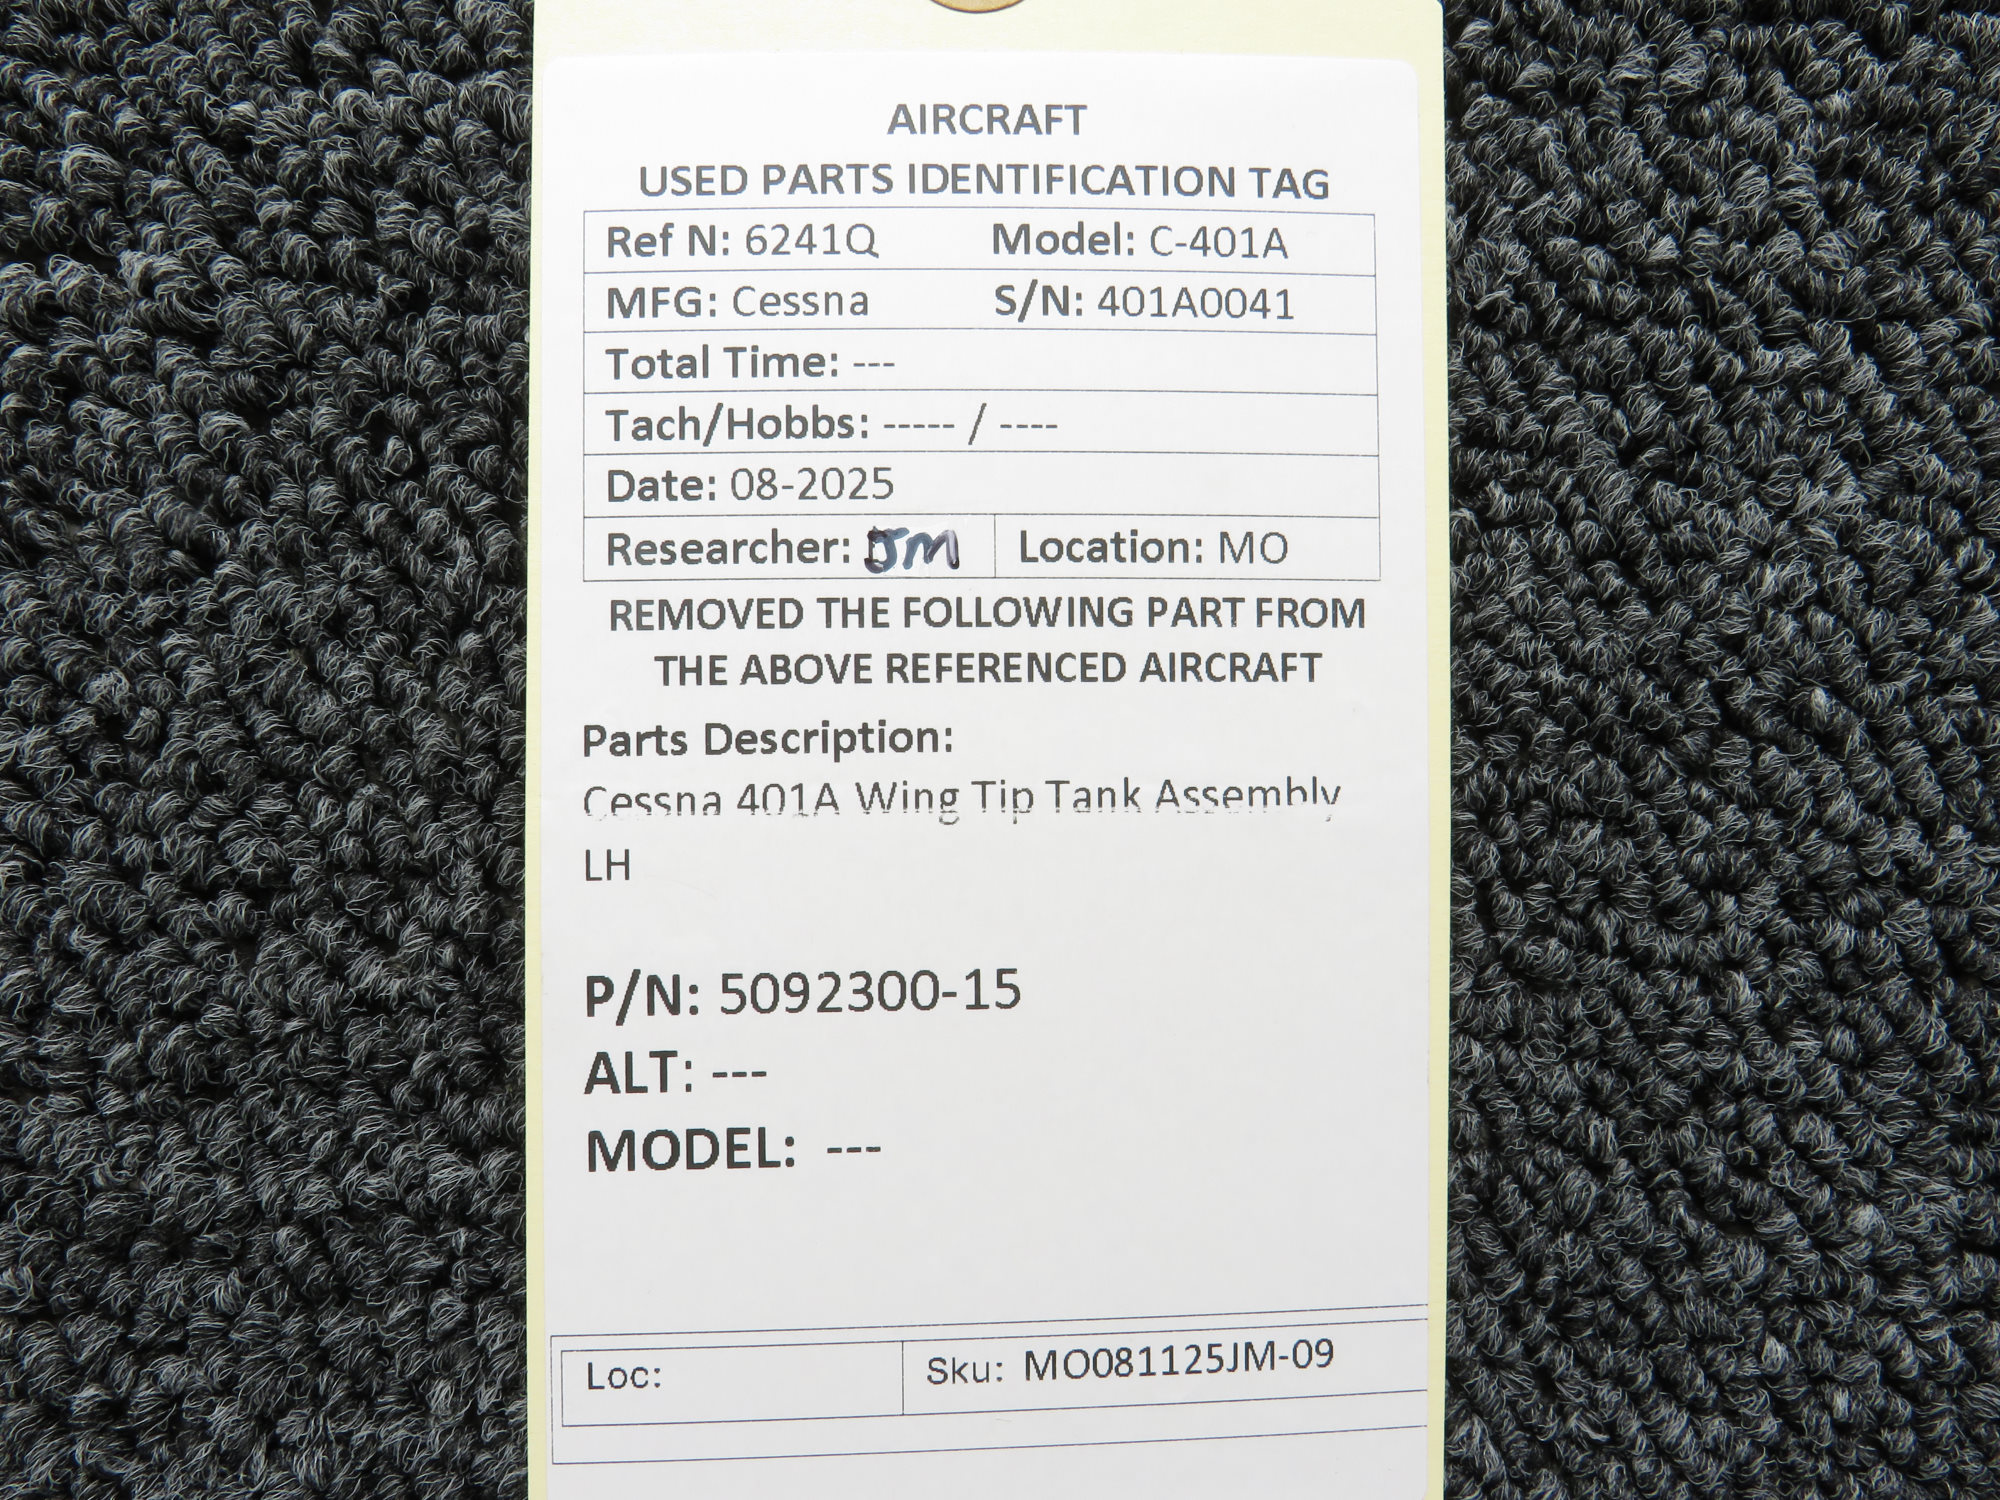 AIRCRAFT
USED PARTS IDENTIFICATION TAG
Ref N: 6241Q Model: C-401A
MFG: Cessna S/N: 401A0041
Total Time: ---
Tach/Hobbs: ----- / ----
Date: 08-2025
Researcher: JM Location: MO
REMOVED THE FOLLOWING PART FROM
THE ABOVE REFERENCED AIRCRAFT
Parts Description:
Cessna 401A Wing Tip Tank Assembly
LH
P/N: 5092300-15
ALT: ---
MODEL: ---
Loc: Sku: MO081125JM-09